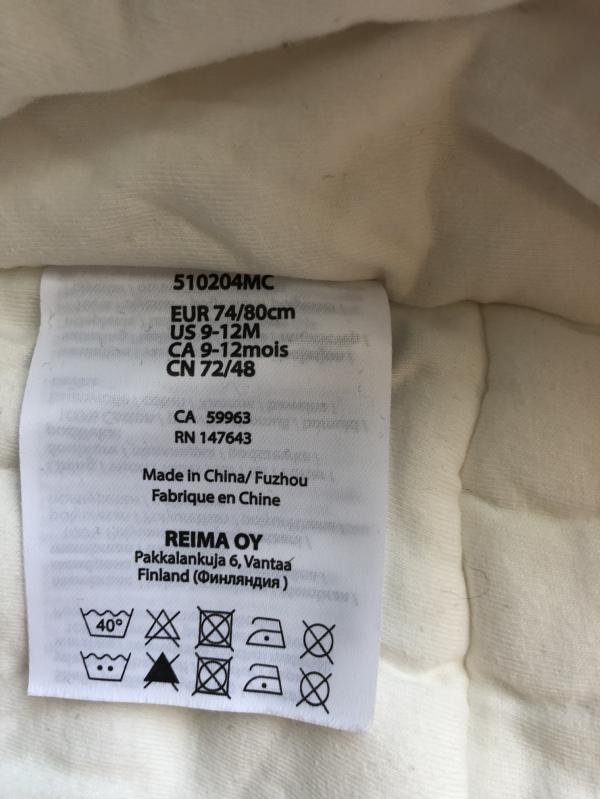 510204MC
EUR 74/80cm
US 9-12M
CA 9-12mois
CN 72/48
CA 59963
RN 147643
Made in China/ Fuzhou
Fabrique en Chine
REIMA OY
Pakkalankuja 6, Vantaa
Finland (Финляндия )
40°